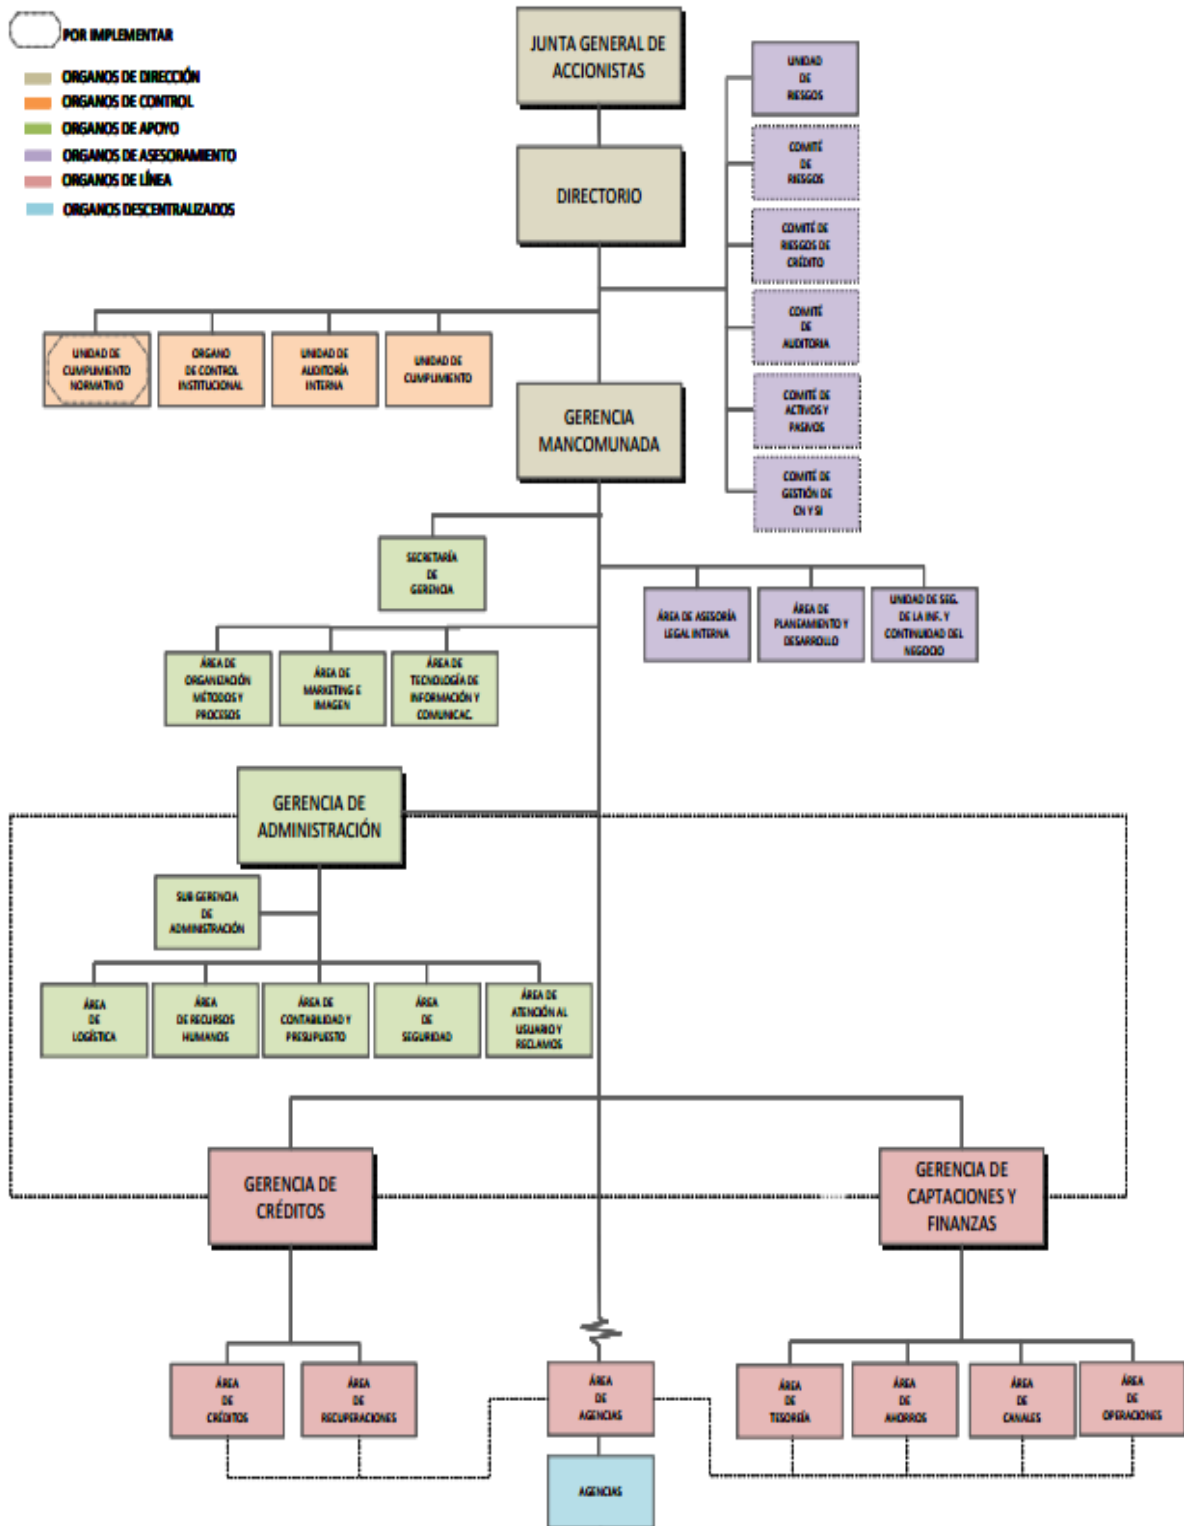 POR IMPLEMENTAR
ORGANOS DE DIRECCIÓN
ORGANOS DE CONTROL
ORGANOS DE APOYO
ORGANOS DE ASESORAMIENTO
ORGANOS DE LÍNEA
ORGANOS DESCENTRALIZADOS
JUNTA GENERAL DE
ACCIONISTAS
DIRECTORIO
UNIDAD
DE
RIESGOS
COMITÉ
DE
RIESGOS
COMITÉ DE
RIESGOS DE
CRÉDITO
COMITÉ
DE
AUDITORIA
COMITÉ DE
ACTIVOS Y
PASIVOS
COMITÉ DE
GESTIÓN DE
CN Y SI
UNIDAD DE
CUMPLIMIENTO
NORMATIVO
ORGANO
DE CONTROL
INSTITUCIONAL
UNIDAD DE
AUDITORÍA
INTERNA
UNIDAD DE
CUMPLIMIENTO
GERENCIA
MANCOMUNADA
SECRETARÍA
DE
GERENCIA
ÁREA DE ASESORÍA
LEGAL INTERNA
ÁREA DE
PLANEAMIENTO Y
DESARROLLO
UNIDAD DE SEG.
DE LA INF. Y
CONTINUIDAD DEL
NEGOCIO
ÁREA DE
ORGANIZACIÓN
MÉTODOS Y
PROCESOS
ÁREA DE
MARKETING E
IMAGEN
ÁREA DE
TECNOLOGÍA DE
INFORMACIÓN Y
COMUNICAC.
GERENCIA DE
ADMINISTRACIÓN
SUB GERENCIA
DE
ADMINISTRACIÓN
ÁREA
DE
LOGÍSTICA
ÁREA
DE RECURSOS
HUMANOS
ÁREA DE
CONTABILIDAD Y
PRESUPUESTO
ÁREA
DE
SEGURIDAD
ÁREA DE
ATENCIÓN AL
USUARIO Y
RECLAMOS
GERENCIA DE
CRÉDITOS
GERENCIA DE
CAPTACIONES Y
FINANZAS
ÁREA
DE
CRÉDITOS
ÁREA
DE
RECUPERACIONES
ÁREA
DE
AGENCIAS
ÁREA
DE
TESOREÍA
ÁREA
DE
AHORROS
ÁREA
DE
CANALES
ÁREA
DE
OPERACIONES
AGENCIAS